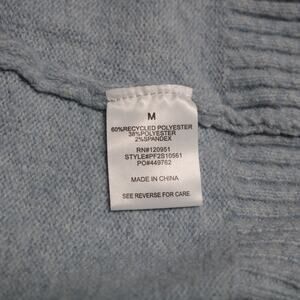 M
60%RECYCLED POLYESTER
38%POLYESTER
2%SPANDEX
RN#120951
STYLE#PF2S10561
PO#449762
MADE IN CHINA
SEE REVERSE FOR CARE